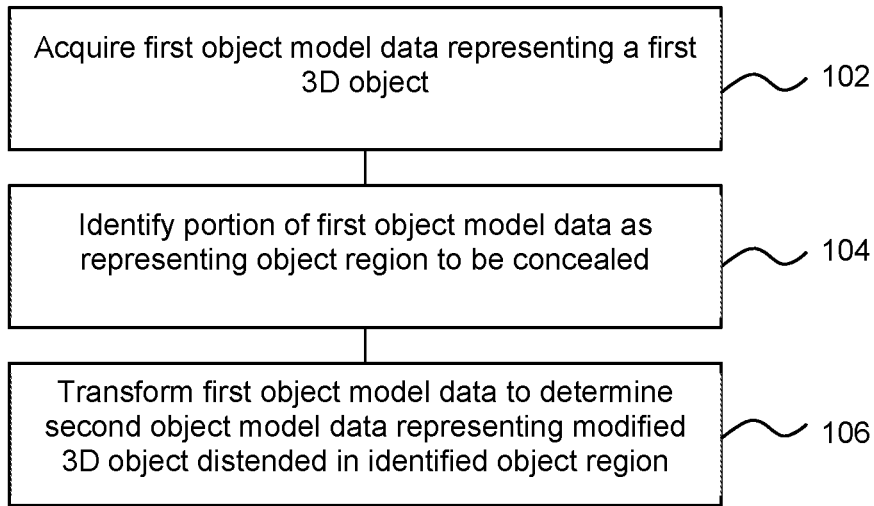 Acquire first object model data representing a first
3D object
102
Identify portion of first object model data as
representing object region to be concealed
104
Transform first object model data to determine
second object model data representing modified
3D object distended in identified object region
106